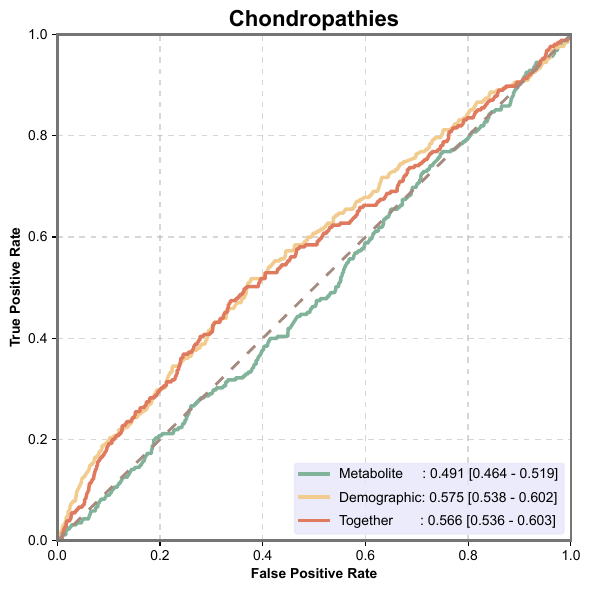 Chondropathies
1.0
0.8
0.6
0.4
0.2
0.0
True Positive Rate
Metabolite : 0.491 [0.464 - 0.519]
Demographic: 0.575 [0.538 - 0.602]
Together : 0.566 [0.536 - 0.603]
0.0 0.2 0.4 0.6 0.8 1.0
False Positive Rate